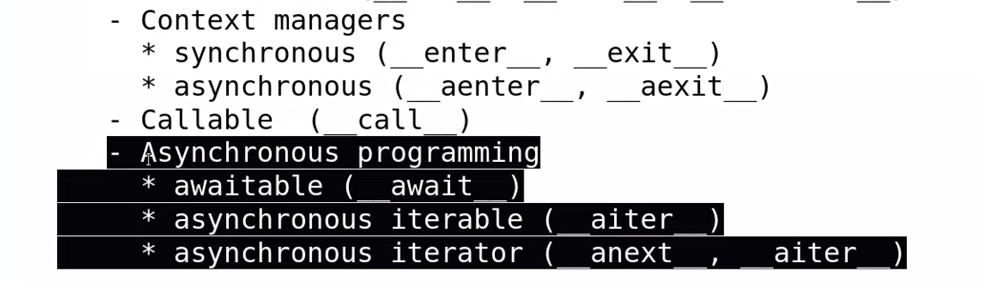 - Context managers
* synchronous (__enter__, __exit__)
* asynchronous (__aenter__, __aexit__)
- Callable  (__call__)
- Asynchronous programming
* awaitable (__await__)
* asynchronous iterable (__aiter__)
* asynchronous iterator (__anext__, __aiter__)